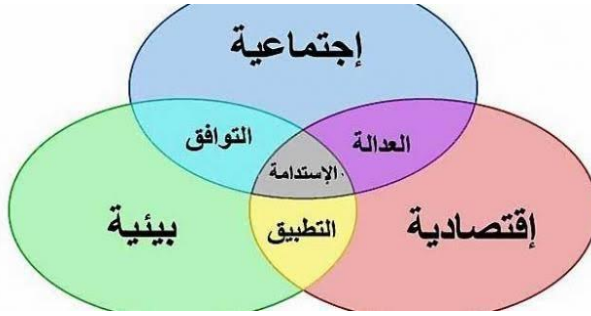 إجتماعية
العدالة
التوافق
الإستدامة
إقتصادية
التطبيق
بيئية